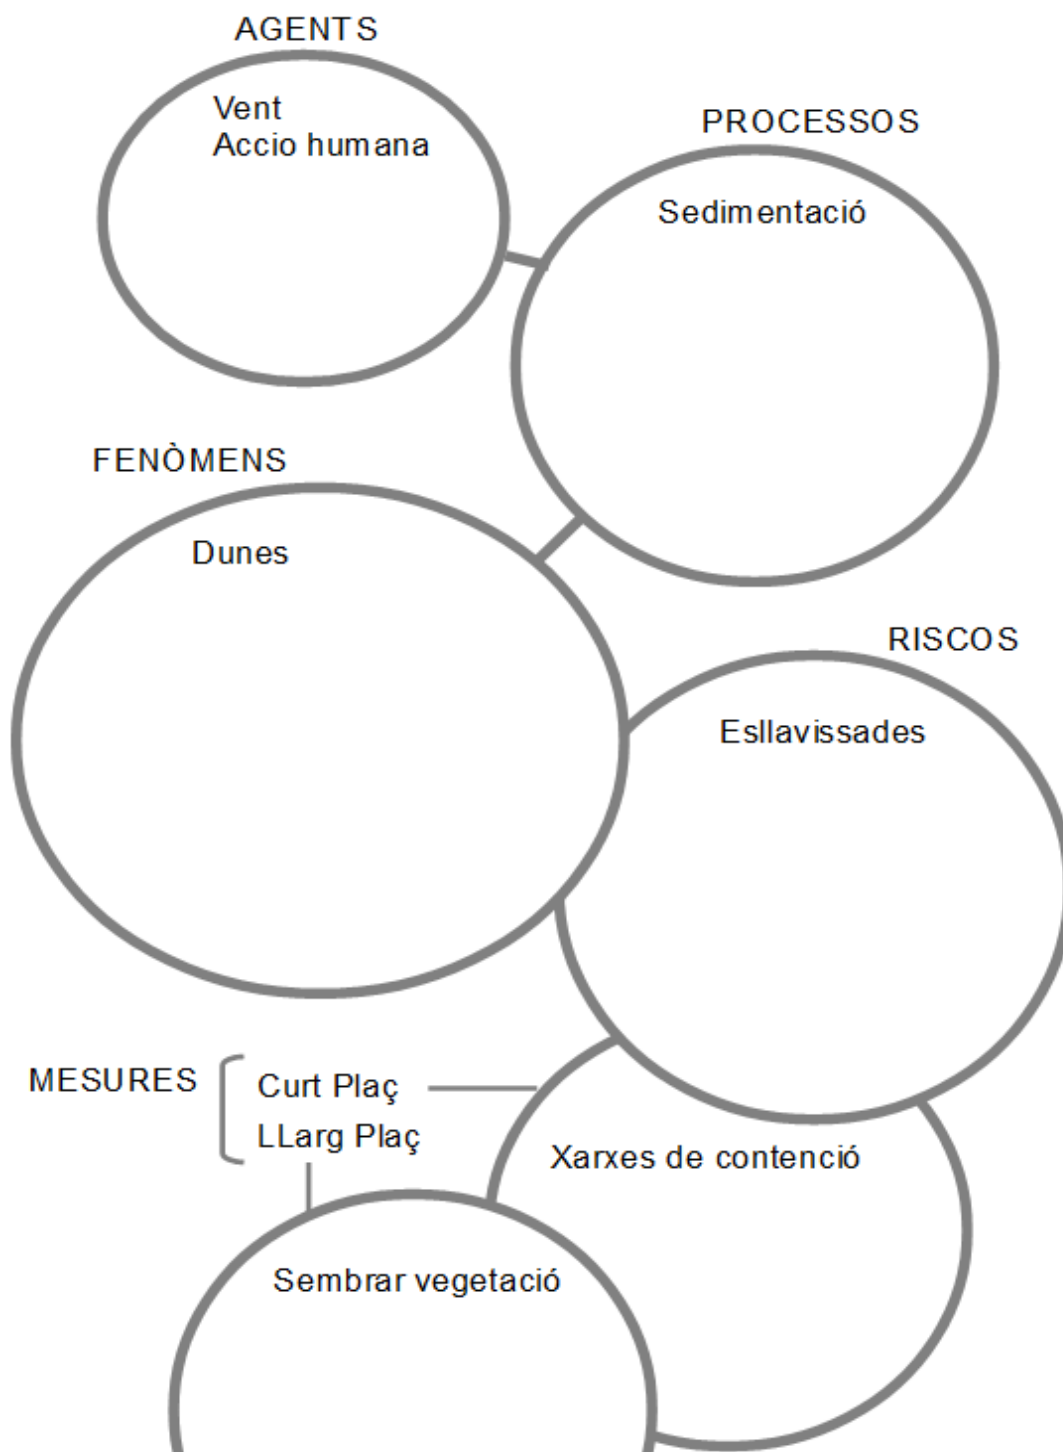 AGENTS
Vent
Accio humana
PROCESSOS
Sedimentació
FENÒMENS
Dunes
RISCOS
Esllavissades
MESURES
Curt Plaç
LLarg Plaç
Xarxes de contenció
Sembrar vegetació